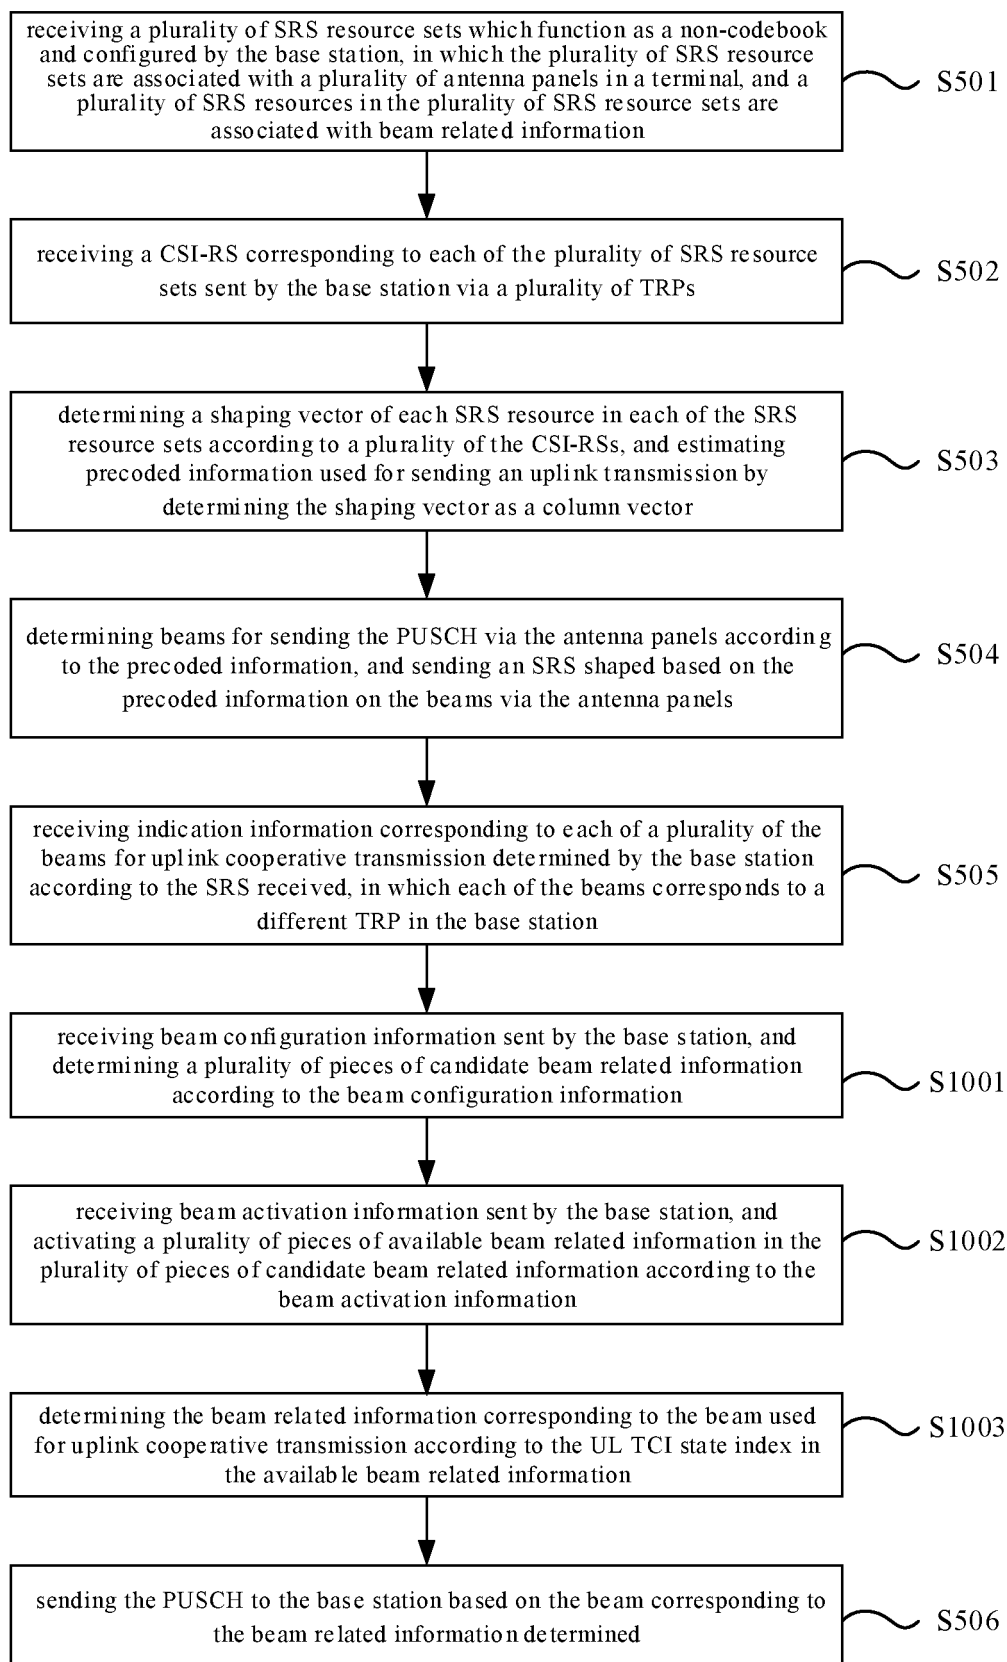 receiving a plurality of SRS resource sets which function as a non-codebook
and configured by the base station, in which the plurality of SRS resource
sets are associated with a plurality of antenna panels in a terminal, and a
plurality of SRS resources in the plurality of SRS resource sets are
associated with beam related information
S501
receiving a CSI-RS corresponding to each of the plurality of SRS resource
sets sent by the base station via a plurality of TRPs
S502
determining a shaping vector of each SRS resource in each of the SRS
resource sets according to a plurality of the CSI-RSs, and estimating
precoded information used for sending an uplink transmission by
determining the shaping vector as a column vector
S503
determining beams for sending the PUSCH via the antenna panels according
to the precoded information, and sending an SRS shaped based on the
precoded information on the beams via the antenna panels
S504
receiving indication information corresponding to each of a plurality of the
beams for uplink cooperative transmission determined by the base station
according to the SRS received, in which each of the beams corresponds to a
different TRP in the base station
S505
receiving beam configuration information sent by the base station, and
determining a plurality of pieces of candidate beam related information
according to the beam configuration information
S1001
receiving beam activation information sent by the base station, and
activating a plurality of pieces of available beam related information in the
plurality of pieces of candidate beam related information according to the
beam activation information
S1002
determining the beam related information corresponding to the beam used
for uplink cooperative transmission according to the UL TCI state index in
the available beam related information
S1003
sending the PUSCH to the base station based on the beam corresponding to
the beam related information determined
S506